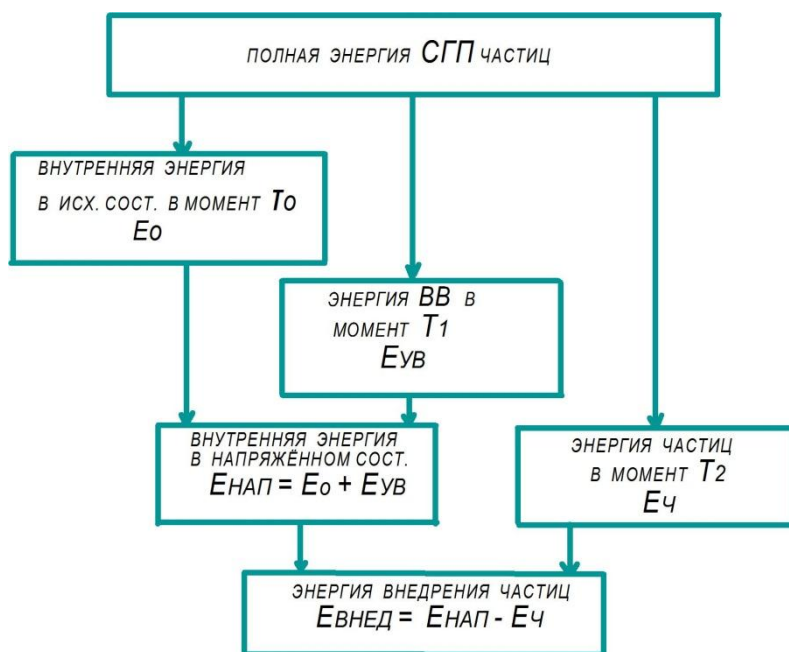 ПОЛНАЯ ЭНЕРГИЯ СГП ЧАСТИЦ
ВНУТРЕННЯЯ ЭНЕРГИЯ
В ИСХ. СОСТ. В МОМЕНТ То
Ео
ЭНЕРГИЯ ВВ В
МОМЕНТ Т1
ЕУВ
ВНУТРЕННЯЯ ЭНЕРГИЯ
В НАПРЯЖЁННОМ СОСТ.
ЕНАП = Ео + ЕУВ
ЭНЕРГИЯ ЧАСТИЦ
В МОМЕНТ Т2
ЕЧ
ЭНЕРГИЯ ВНЕДРЕНИЯ ЧАСТИЦ
ЕВНЕД = ЕНАП - ЕЧ